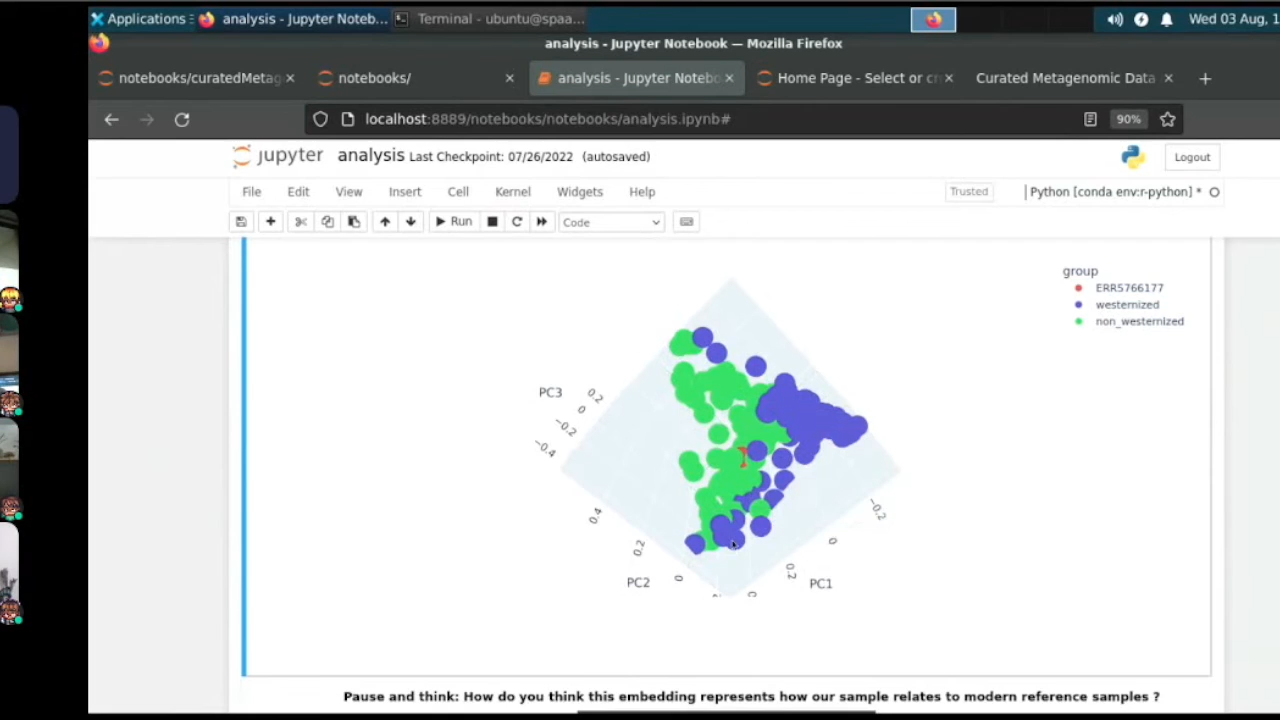 Applications
analysis - Jupyter Noteb...
Terminal - ubuntu@spaa...
Wed 03 Aug, 1
analysis - Jupyter Notebook — Mozilla Firefox
notebooks/curatedMetag
notebooks/
analysis - Jupyter Notebo
Home Page - Select or cr
Curated Metagenomic Data
localhost:8889/notebooks/notebooks/analysis.ipynb#
90%
jupyter analysis Last Checkpoint: 07/26/2022 (autosaved)
Logout
File Edit View Insert Cell Kernel Widgets Help
Trusted
Python [conda env:r-python] *
Run
Code
group
ERR5766177
westernized
non_westernized
PC3
0.2
0
−0.2
−0.4
0.4
0.2
0
PC2
−0.2
0
0.2
PC1
Pause and think: How do you think this embedding represents how our sample relates to modern reference samples ?